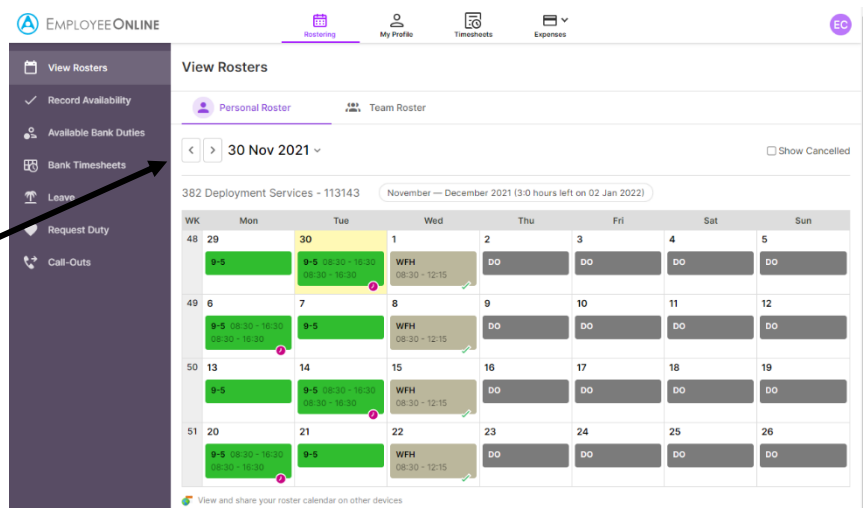 EMPLOYEEONLINE
Rostering
My Profile
Timesheets
Expenses
EC
View Rosters
Record Availability
Available Bank Duties
Bank Timesheets
Leave
Request Duty
Call-Outs
View Rosters
Personal Roster
Team Roster
30 Nov 2021
Show Cancelled
382 Deployment Services - 113143
November — December 2021 (3:0 hours left on 02 Jan 2022)
WK Mon Tue Wed Thu Fri Sat Sun
48 29 30 1 2 3 4 5
9-5 9-5 08:30 - 16:30 WFH DO DO DO DO
08:30 - 16:30 08:30 - 12:15
49 6 7 8 9 10 11 12
9-5 08:30 - 16:30 9-5 WFH DO DO DO DO
08:30 - 16:30 08:30 - 12:15
50 13 14 15 16 17 18 19
9-5 9-5 08:30 - 16:30 WFH DO DO DO DO
08:30 - 16:30 08:30 - 12:15
51 20 21 22 23 24 25 26
9-5 08:30 - 16:30 9-5 WFH DO DO DO DO
08:30 - 16:30 08:30 - 12:15
View and share your roster calendar on other devices